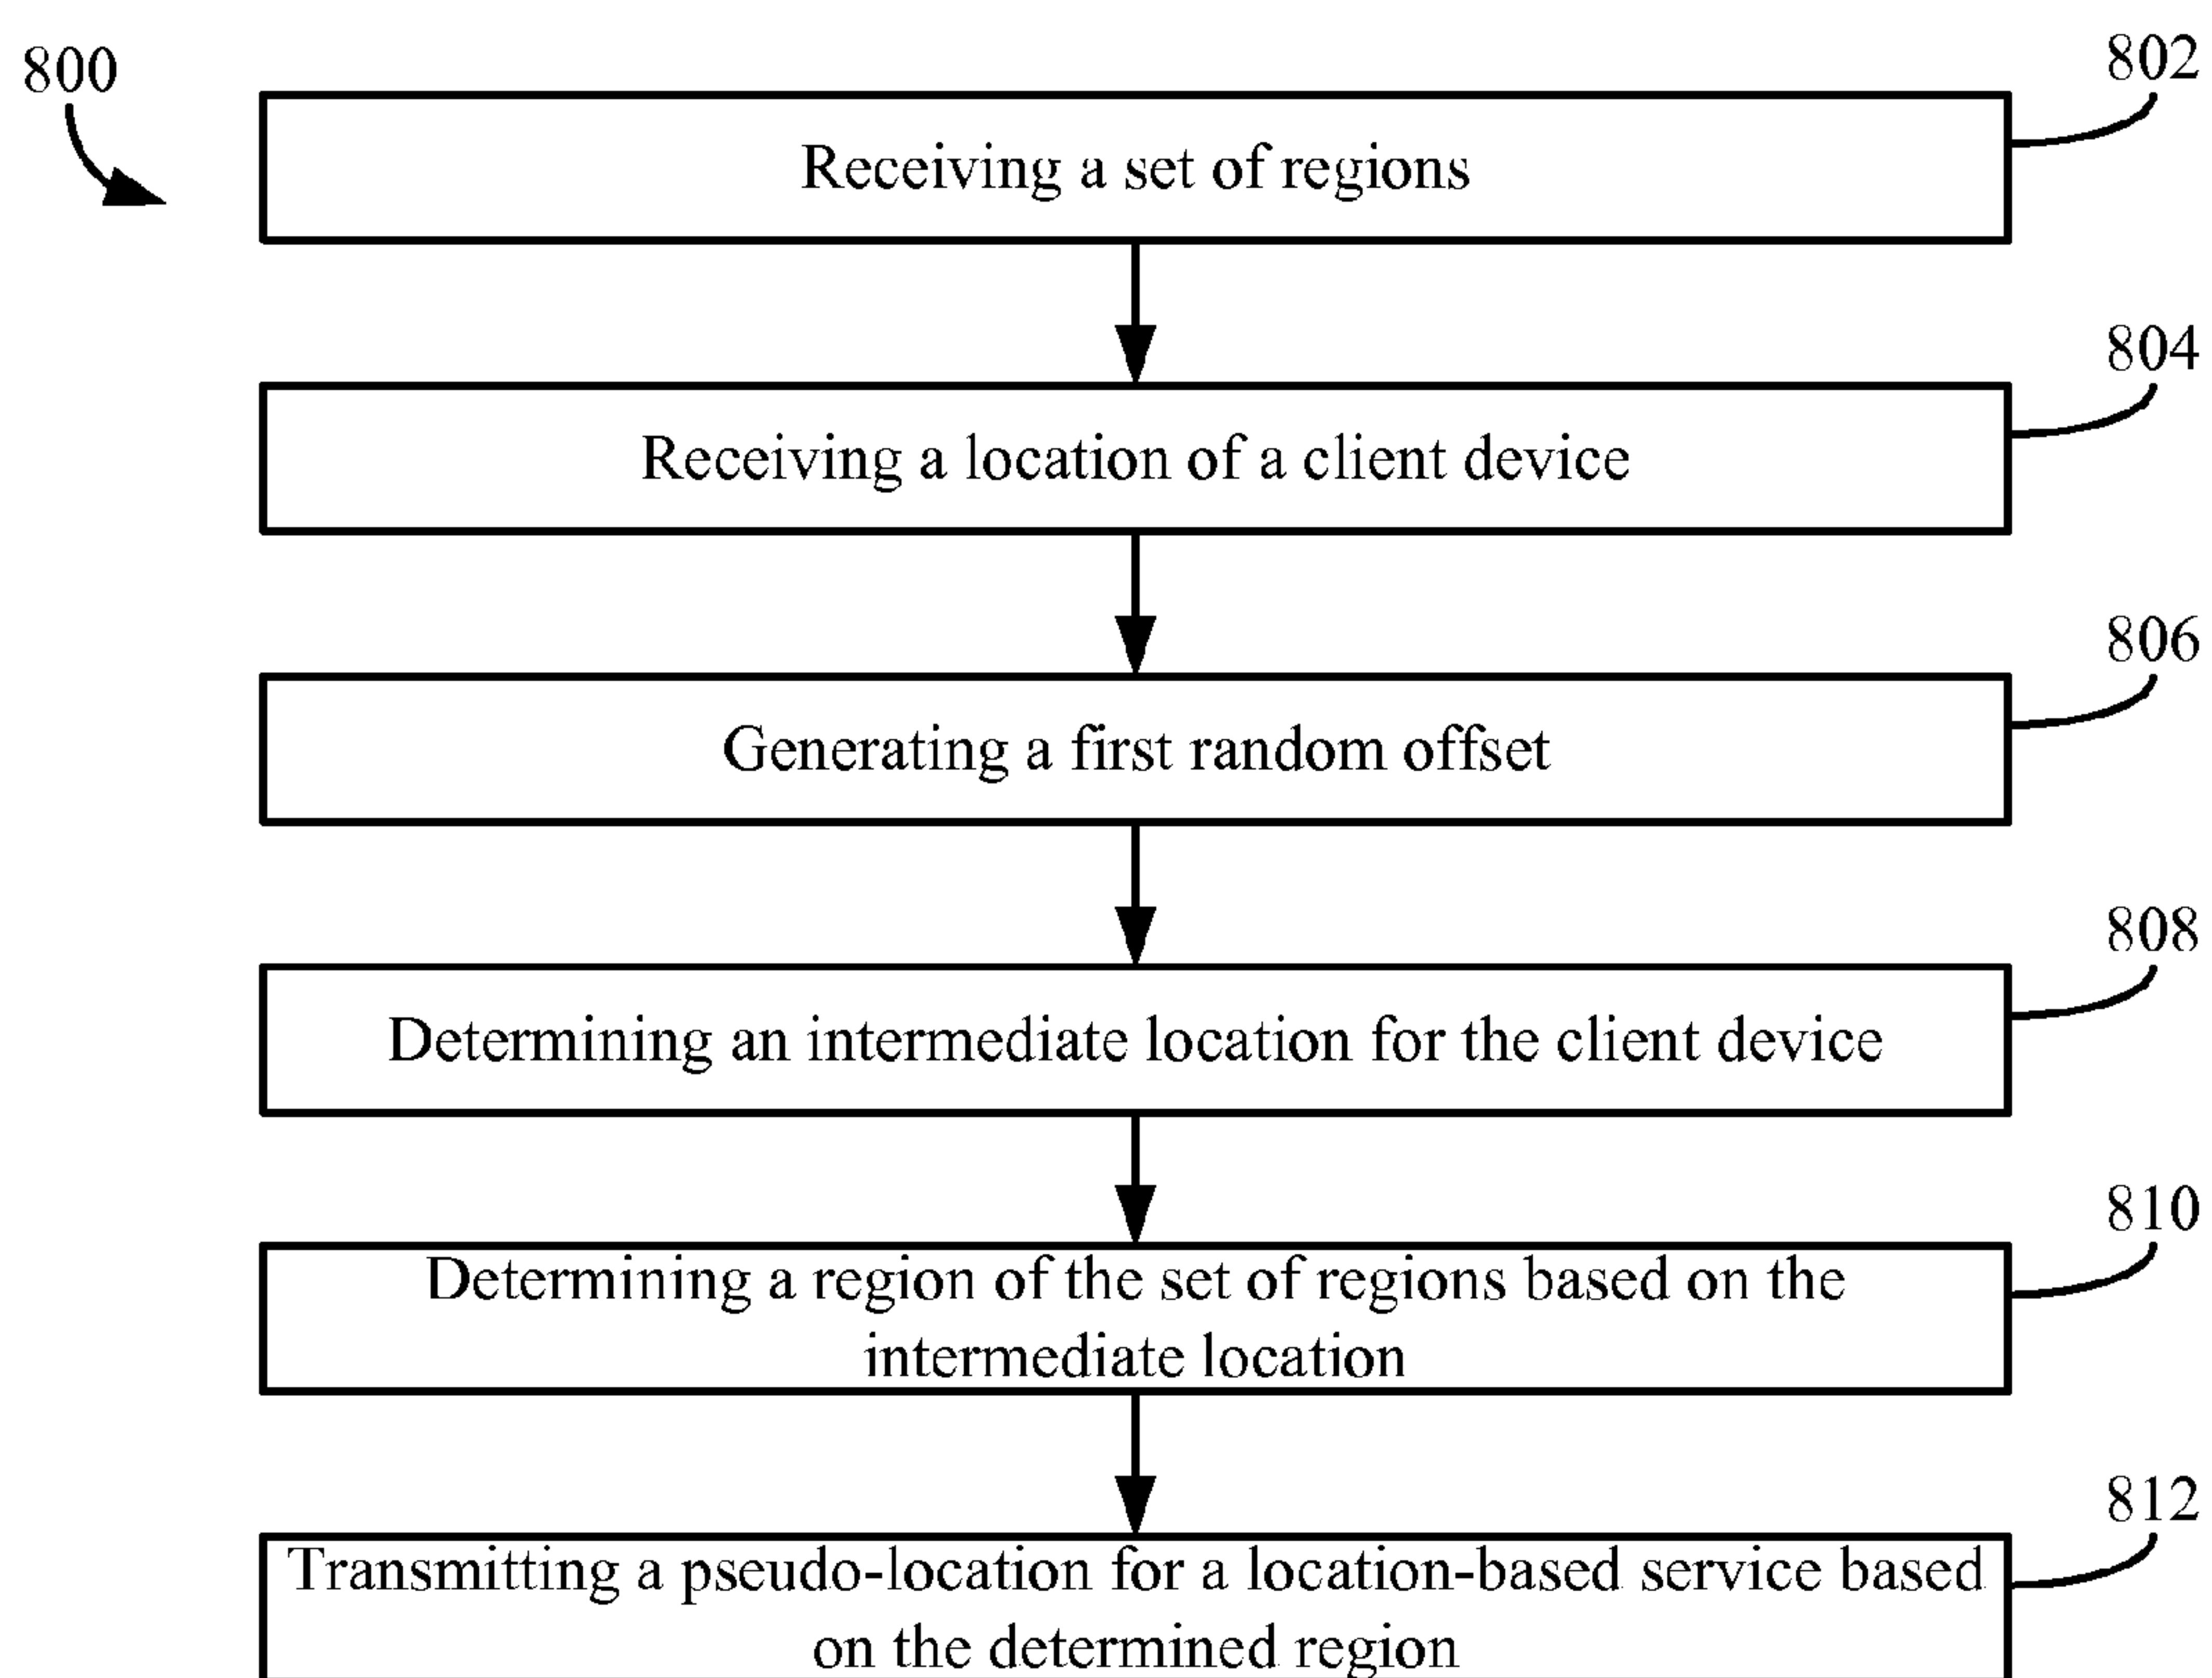 800
802
Receiving a set of regions
804
Receiving a location of a client device
806
Generating a first random offset
808
Determining an intermediate location for the client device
810
Determining a region of the set of regions based on the
intermediate location
812
Transmitting a pseudo-location for a location-based service based
on the determined region